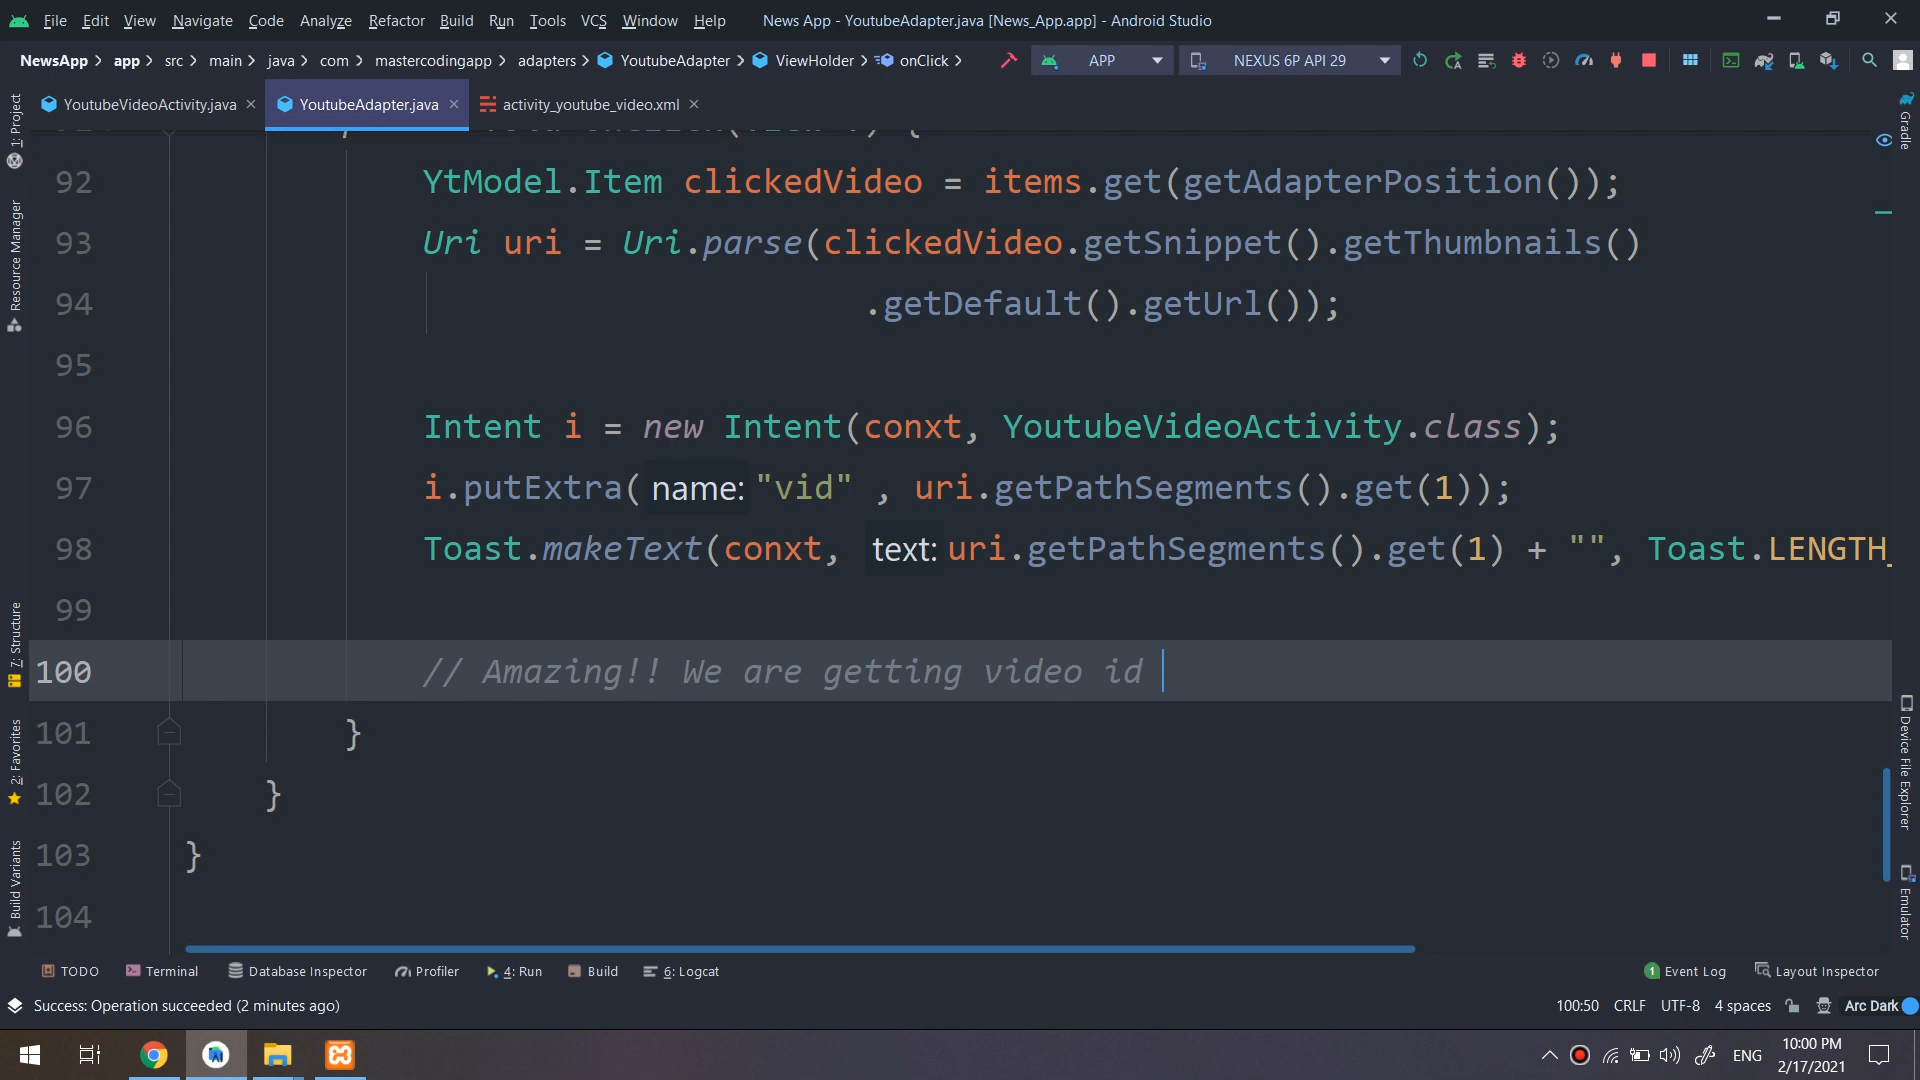 File Edit View Navigate Code Analyze Refactor Build Run Tools VCS Window Help News App - YoutubeAdapter.java [News_App.app] - Android Studio
NewsApp app src main java com mastercodingapp adapters YoutubeAdapter ViewHolder onClick APP NEXUS 6P API 29
YoutubeVideoActivity.java YoutubeAdapter.java activity_youtube_video.xml
92 YtModel.Item clickedVideo = items.get(getAdapterPosition());
93 Uri uri = Uri.parse(clickedVideo.getSnippet().getThumbnails()
94 .getDefault().getUrl());
95
96 Intent i = new Intent(conxt, YoutubeVideoActivity.class);
97 i.putExtra( name: "vid" , uri.getPathSegments().get(1));
98 Toast.makeText(conxt, text: uri.getPathSegments().get(1) + "", Toast.LENGTH_
99
100 // Amazing!! We are getting video id
101 }
102 }
103 }
104
1: Project
Resource Manager
7: Structure
2: Favorites
Build Variants
Gradle
Device File Explorer
Emulator
TODO Terminal Database Inspector Profiler 4: Run Build 6: Logcat 1 Event Log Layout Inspector
Success: Operation succeeded (2 minutes ago) 100:50 CRLF UTF-8 4 spaces Arc Dark
ENG 10:00 PM
2/17/2021